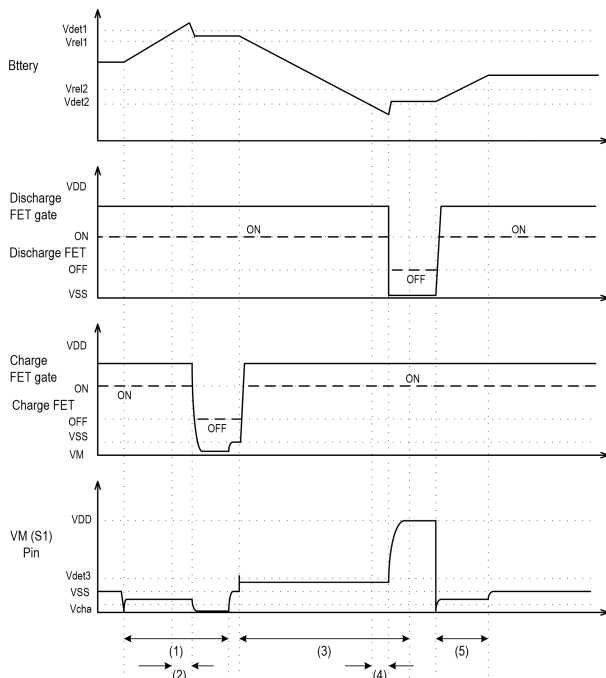 Vdet1
Vrel1
Bttery
Vrel2
Vdet2
VDD
Discharge
FET gate
ON
ON
ON
Discharge FET
OFF
OFF
VSS
VDD
Charge
FET gate
ON
ON
ON
Charge FET
OFF
OFF
VSS
VM
VDD
VM (S1)
Pin
Vdet3
VSS
Vcha
(1)
(3)
(5)
(2)
(4)